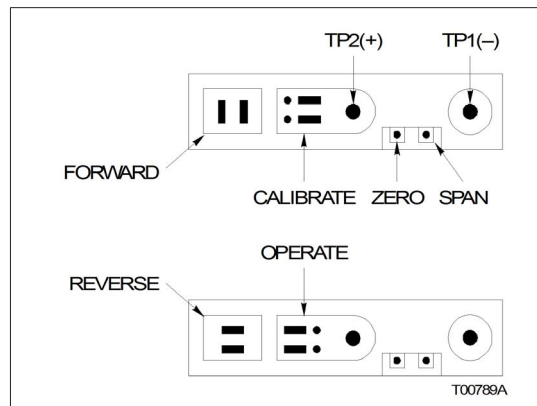 TP2(+) TP1(–)
FORWARD
CALIBRATE ZERO SPAN
OPERATE
REVERSE
T00789A